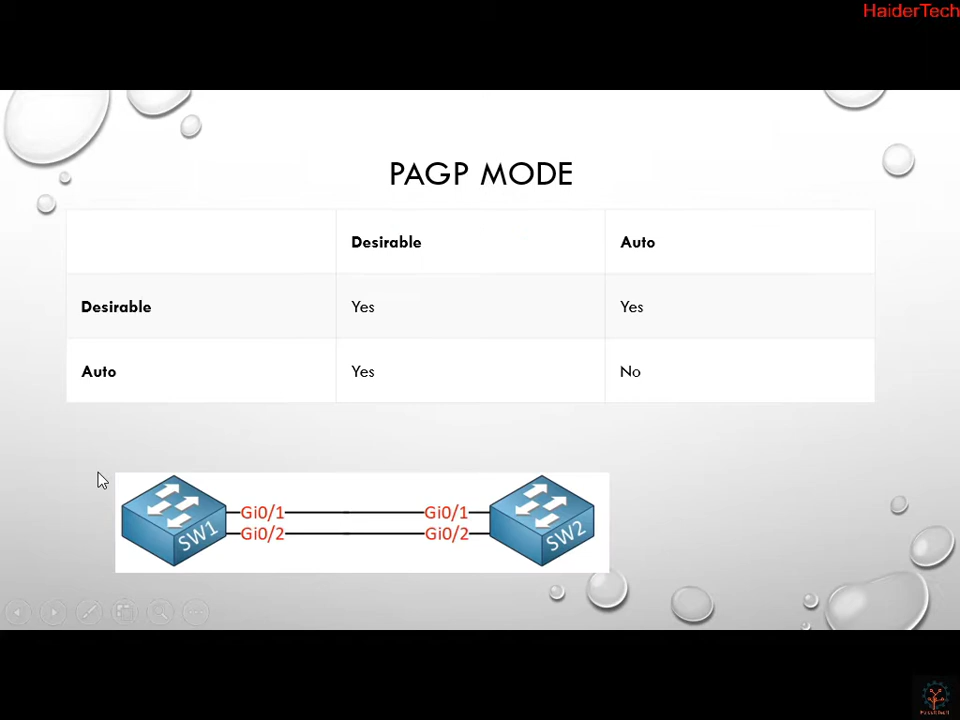 HaiderTech
PAGP MODE
Desirable Auto
Desirable Yes Yes
Auto Yes No
SW1 Gi0/1 Gi0/1 SW2
Gi0/2 Gi0/2